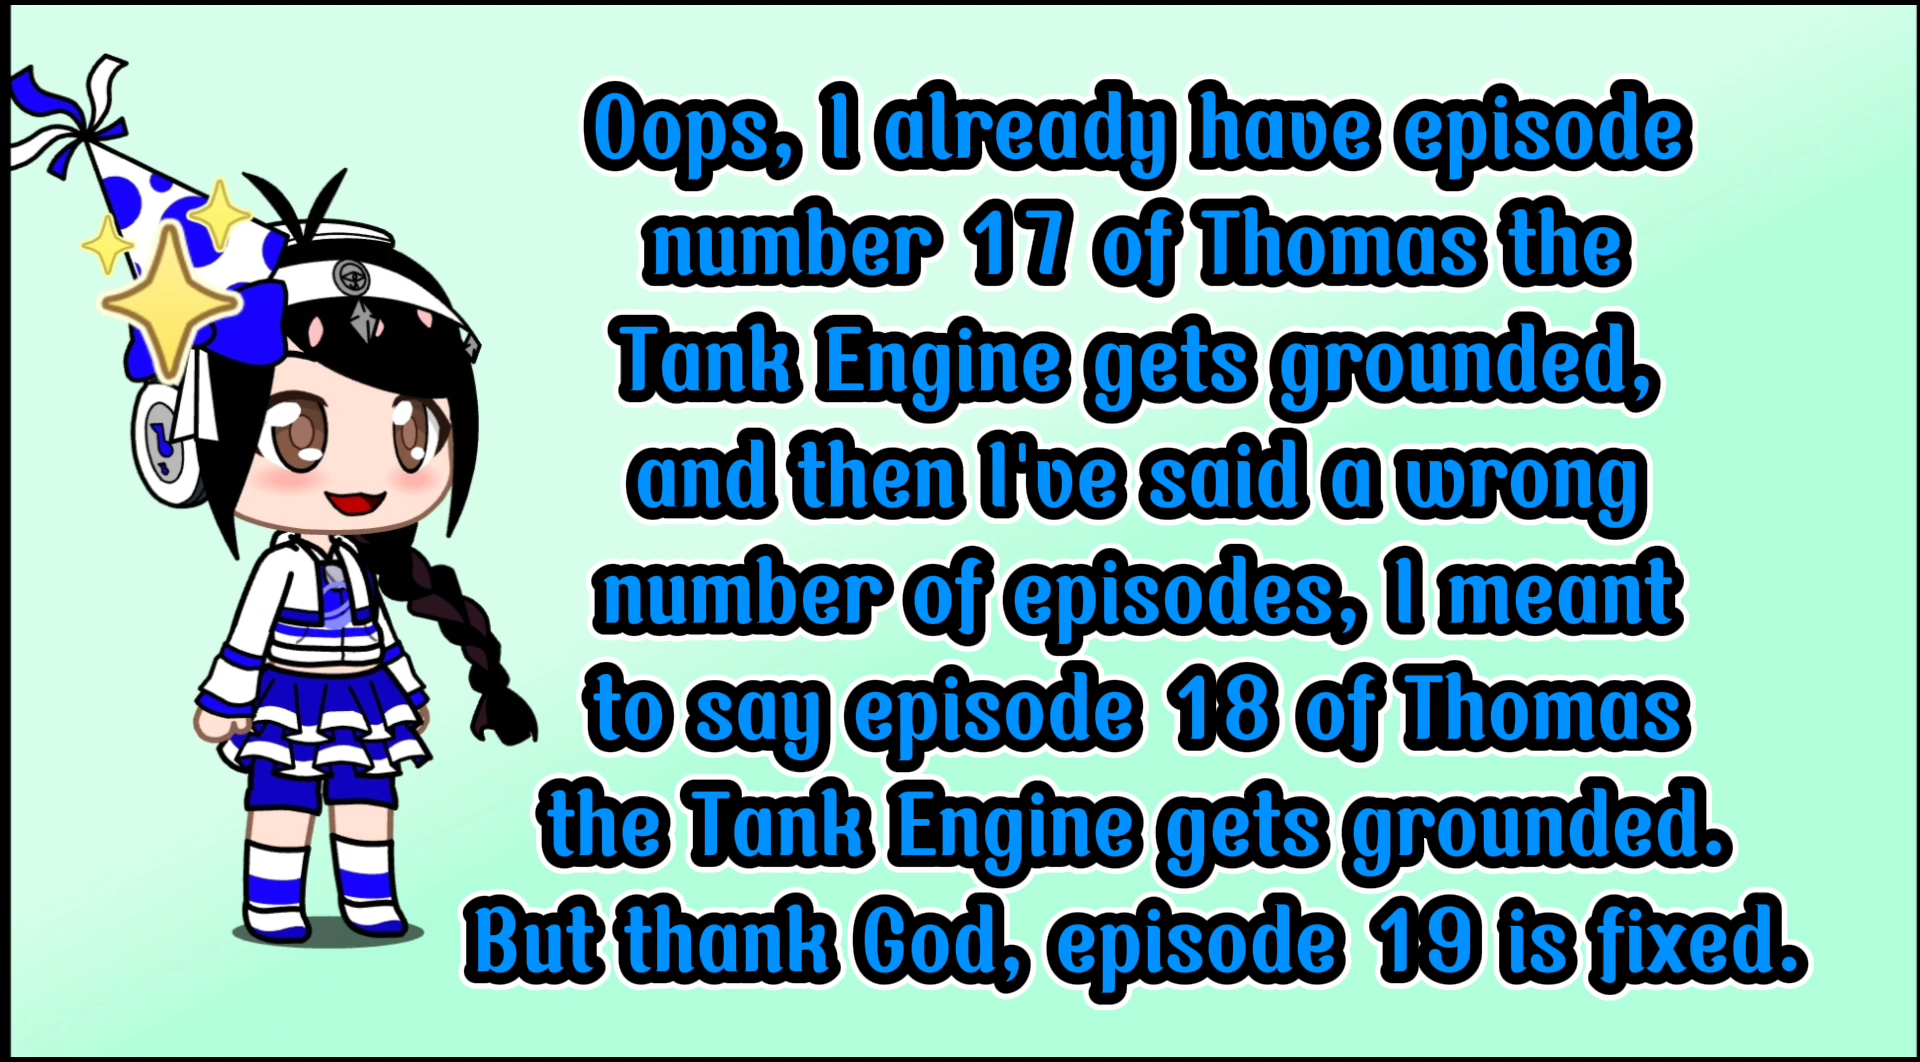 Oops, I already have episode
number 17 of Thomas the
Tank Engine gets grounded,
and then I've said a wrong
number of episodes, I meant
to say episode 18 of Thomas
the Tank Engine gets grounded.
But thank God, episode 19 is fixed.